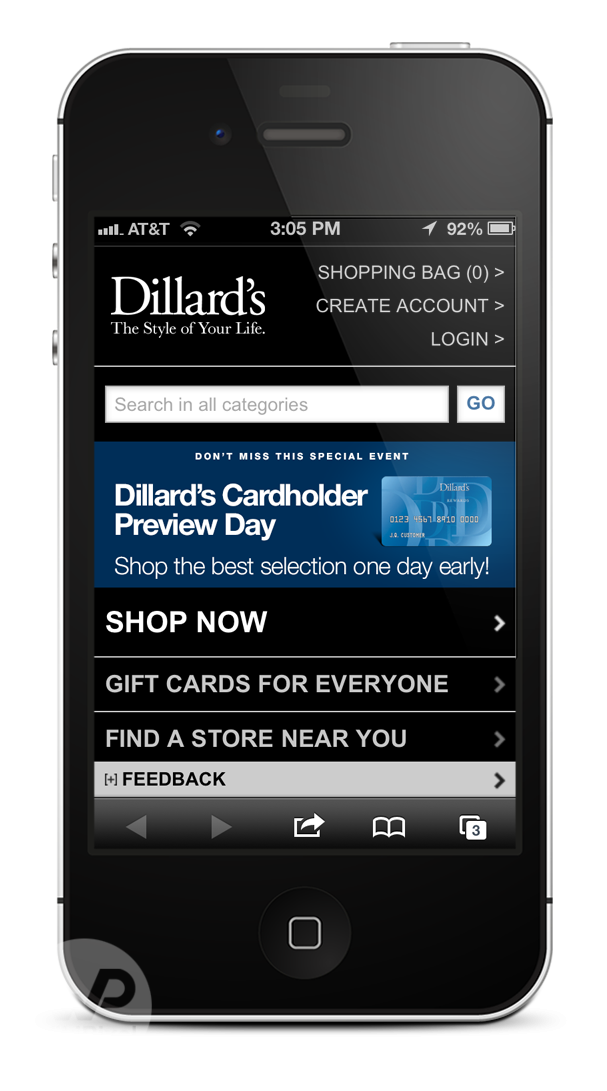 AT&T 3:05 PM 92%
Dillard's
The Style of Your Life.
SHOPPING BAG (0) >
CREATE ACCOUNT >
LOGIN >
Search in all categories GO
DON'T MISS THIS SPECIAL EVENT
Dillard's Cardholder
Preview Day
Dillard's
REWARDS
0123 4567 8910 0000
J.Q. CUSTOMER
Shop the best selection one day early!
SHOP NOW
GIFT CARDS FOR EVERYONE
FIND A STORE NEAR YOU
[+] FEEDBACK
3
P